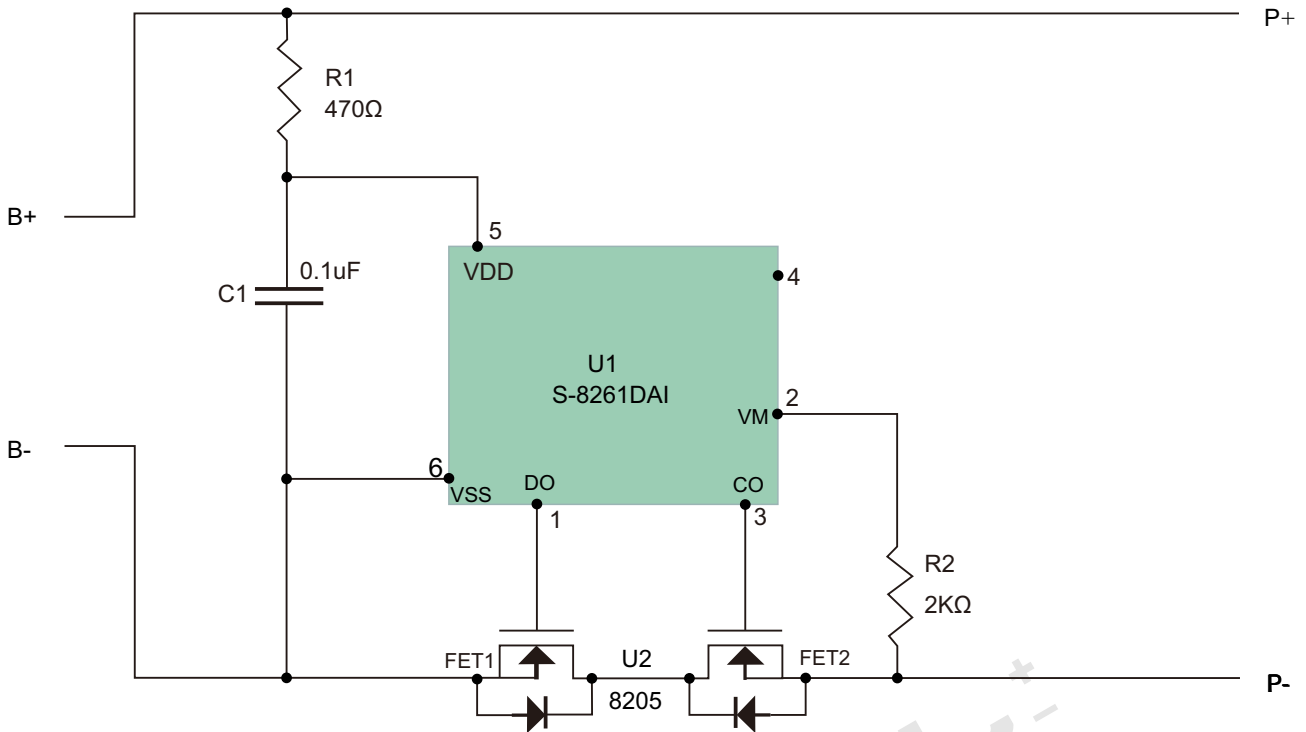 P+
R1
470Ω
B+
5
VDD
4
0.1uF
C1
U1
S-8261DAI
2
VM
B-
6
VSS
DO
CO
1
3
R2
2KΩ
FET1
U2
FET2
8205
P-